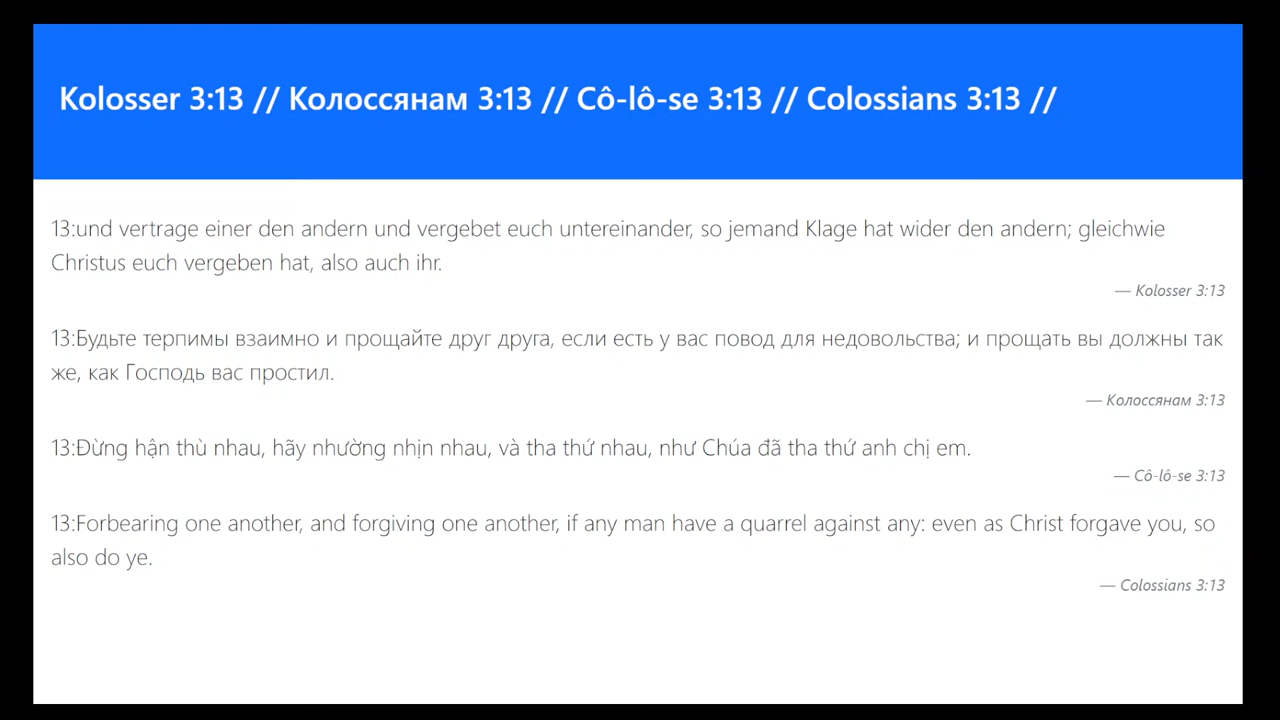 Kolosser 3:13 // Колоссянам 3:13 // Cô-lô-se 3:13 // Colossians 3:13 //
13:und vertrage einer den andern und vergebet euch untereinander, so jemand Klage hat wider den andern; gleichwie
Christus euch vergeben hat, also auch ihr.
— Kolosser 3:13
13:Будьте терпимы взаимно и прощайте друг друга, если есть у вас повод для недовольства; и прощать вы должны так
же, как Господь вас простил.
— Колоссянам 3:13
13:Đừng hận thù nhau, hãy nhường nhịn nhau, và tha thứ nhau, như Chúa đã tha thứ anh chị em.
— Cô-lô-se 3:13
13:Forbearing one another, and forgiving one another, if any man have a quarrel against any: even as Christ forgave you, so
also do ye.
— Colossians 3:13